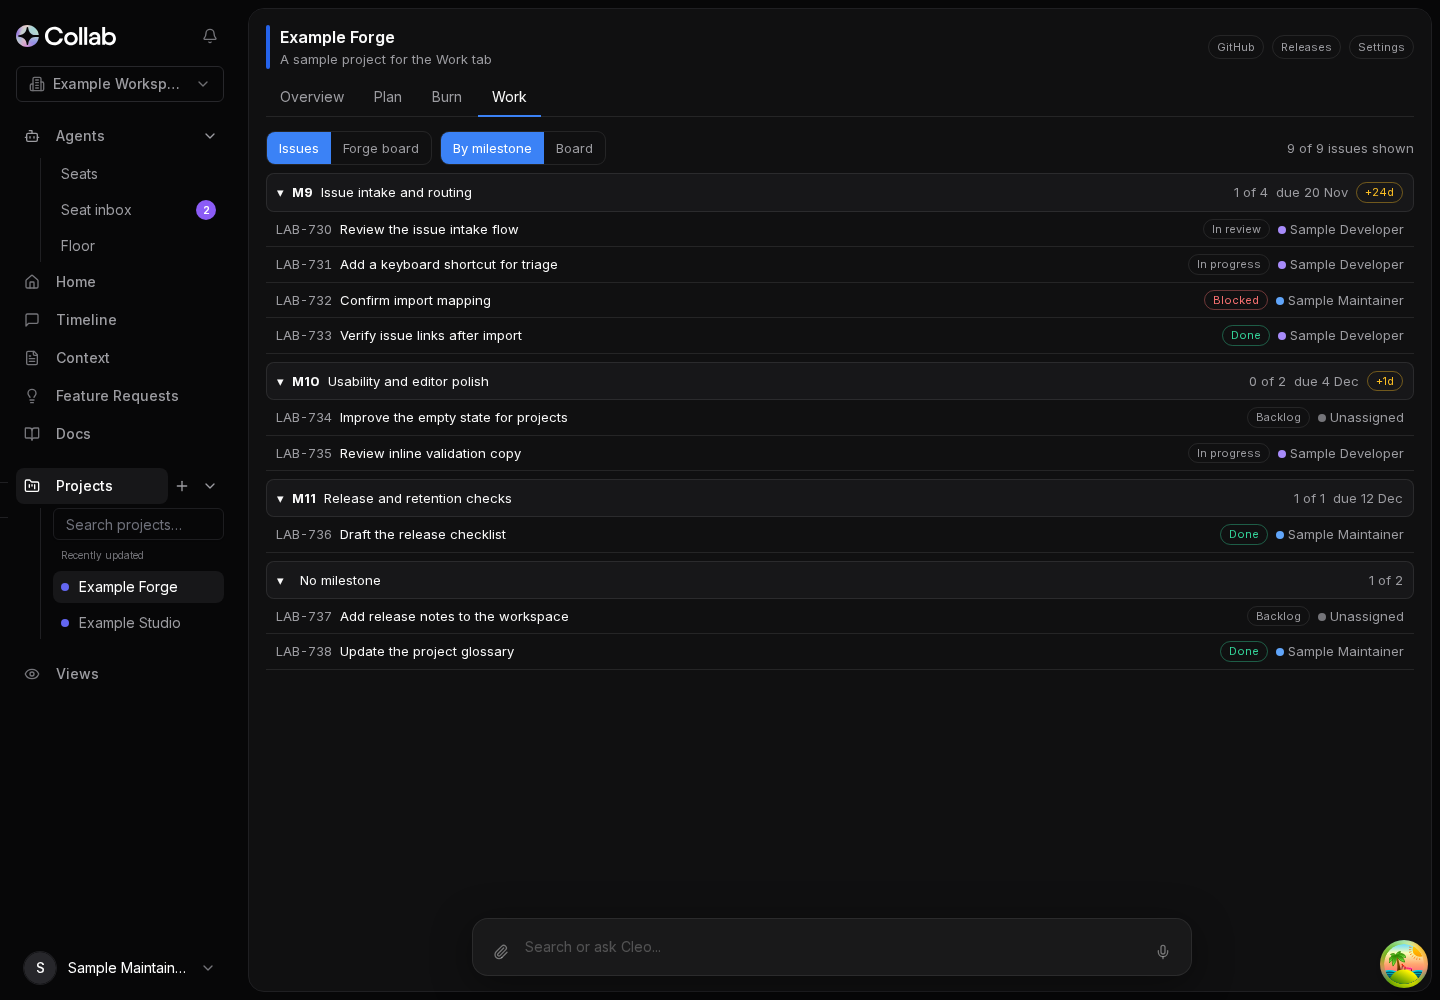 Collab
Example Worksp...
Agents
Seats
Seat inbox 2
Floor
Home
Timeline
Context
Feature Requests
Docs
Projects
Search projects...
Recently updated
Example Forge
Example Studio
Views
S Sample Maintain...
Example Forge
A sample project for the Work tab
GitHub Releases Settings
Overview Plan Burn Work
Issues Forge board By milestone Board 9 of 9 issues shown
M9 Issue intake and routing 1 of 4 due 20 Nov +24d
LAB-730 Review the issue intake flow In review Sample Developer
LAB-731 Add a keyboard shortcut for triage In progress Sample Developer
LAB-732 Confirm import mapping Blocked Sample Maintainer
LAB-733 Verify issue links after import Done Sample Developer
M10 Usability and editor polish 0 of 2 due 4 Dec +1d
LAB-734 Improve the empty state for projects Backlog Unassigned
LAB-735 Review inline validation copy In progress Sample Developer
M11 Release and retention checks 1 of 1 due 12 Dec
LAB-736 Draft the release checklist Done Sample Maintainer
No milestone 1 of 2
LAB-737 Add release notes to the workspace Backlog Unassigned
LAB-738 Update the project glossary Done Sample Maintainer
Search or ask Cleo...